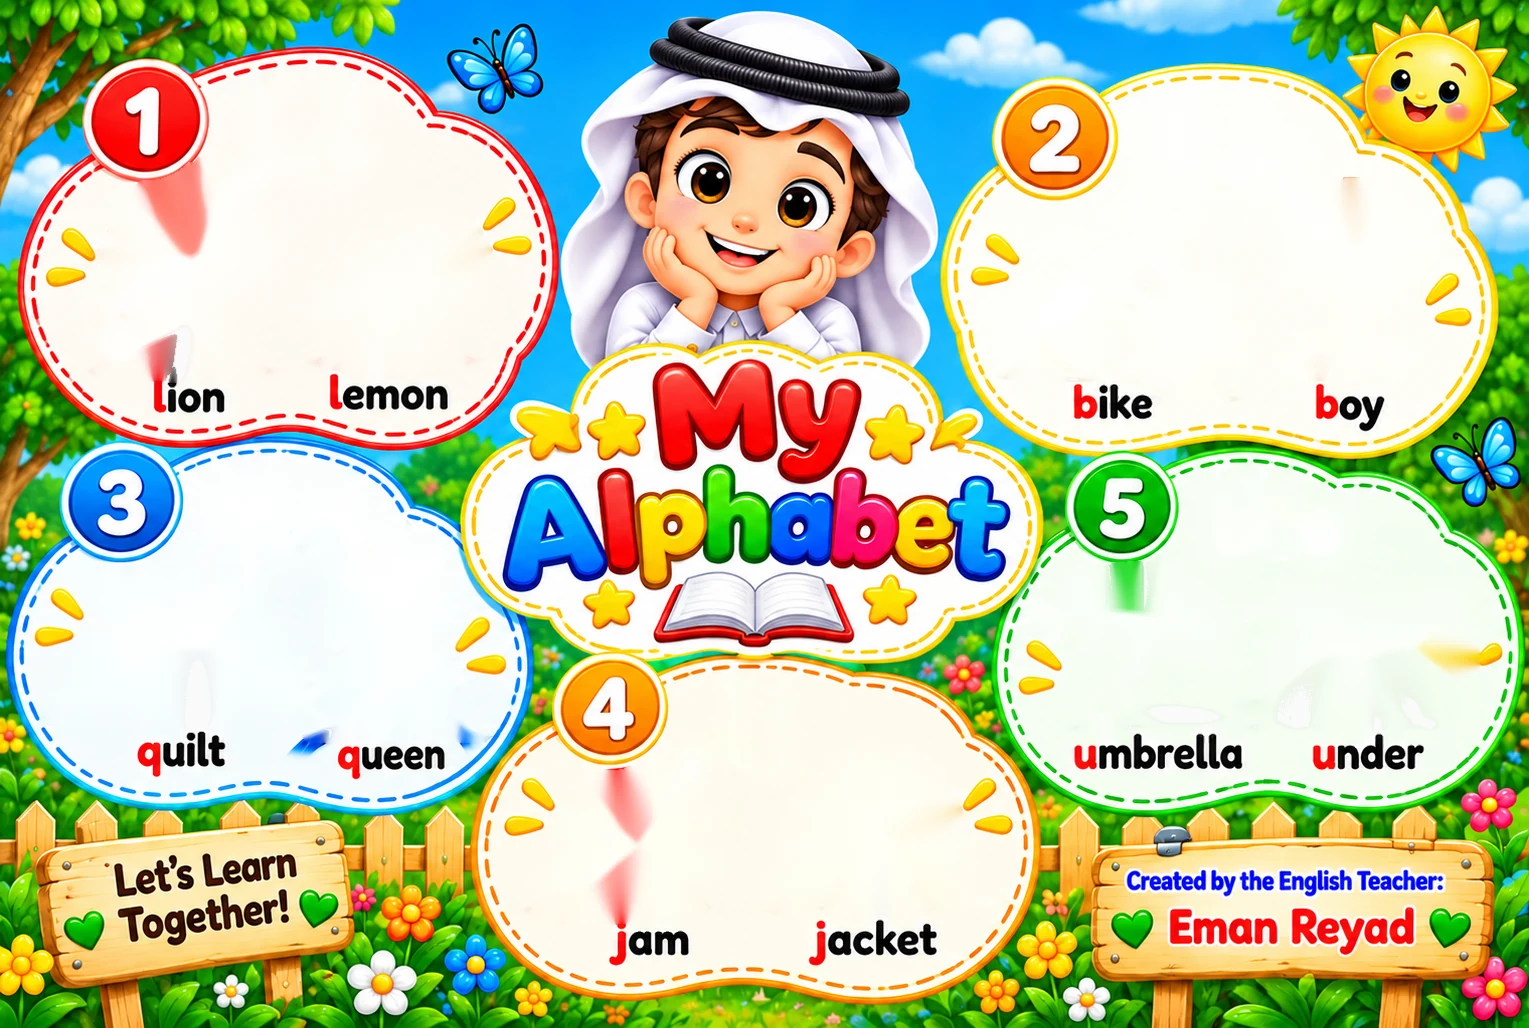 1
lion lemon
2
bike boy
My
Alphabet
3
quilt queen
4
jam jacket
5
umbrella under
Let's Learn
Together!
Created by the English Teacher:
Eman Reyad